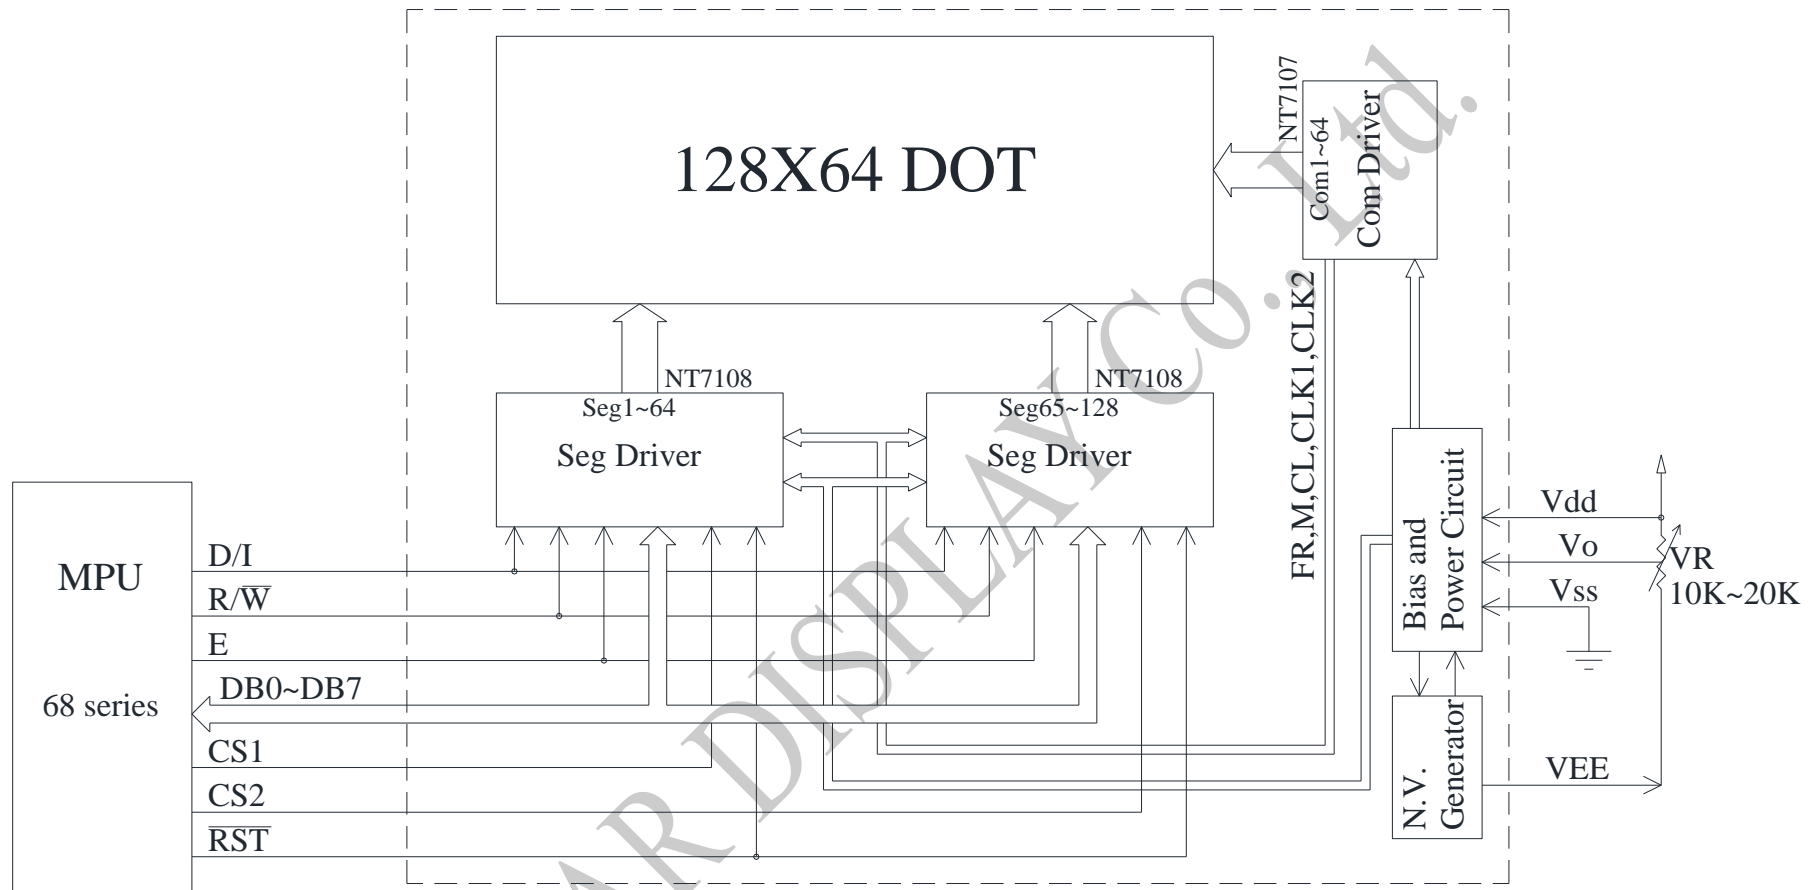 128X64 DOT
NT7107
Com1~64
Com Driver
FR,M,CL,CLK1,CLK2
NT7108
Seg1~64
Seg Driver
NT7108
Seg65~128
Seg Driver
MPU
68 series
D/I
R/W̅
E
DB0~DB7
CS1
CS2
R̅S̅T̅
Bias and
Power Circuit
Vdd
Vo
Vss
VR
10K~20K
N.V.
Generator
VEE
AR DISPLAY Co., Ltd.